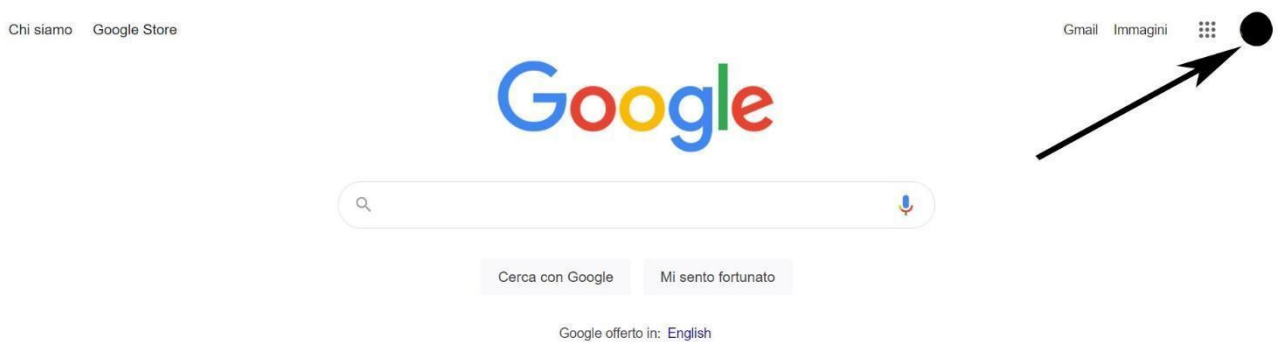 Chi siamo Google Store Gmail Immagini
Google
Cerca con Google Mi sento fortunato
Google offerto in: English